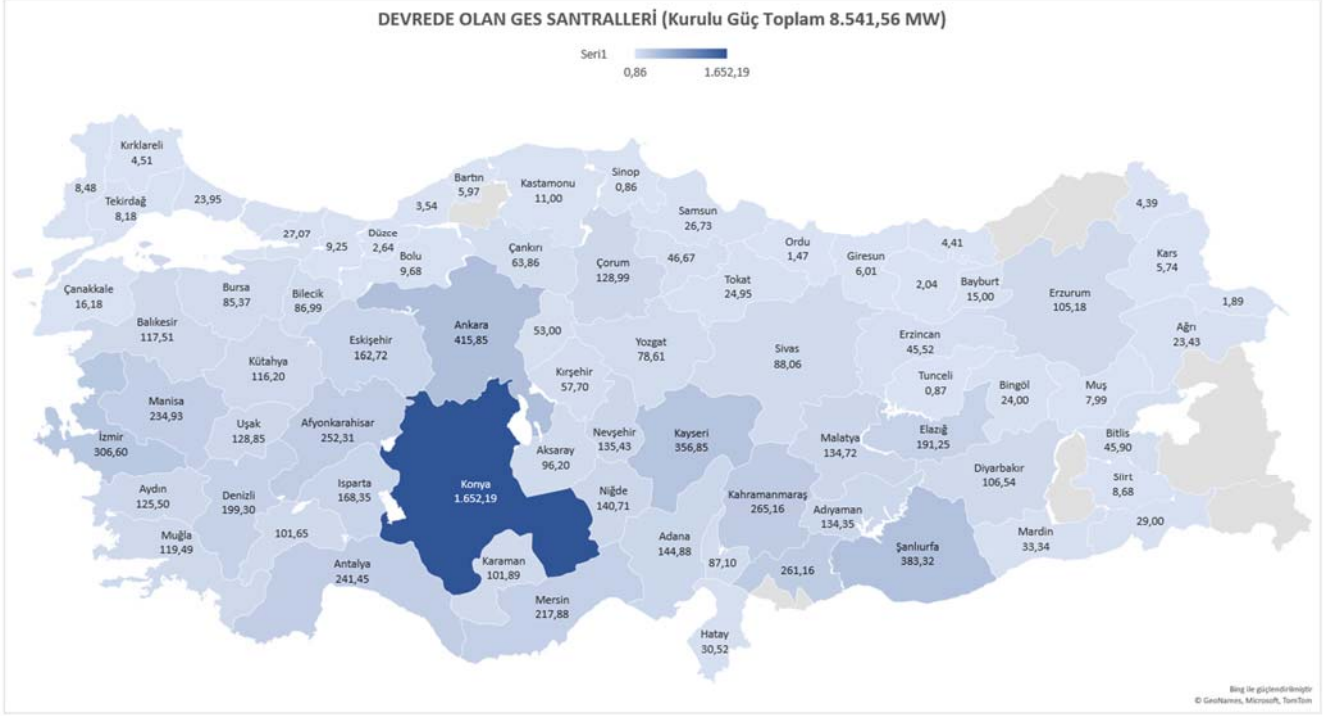 DEVREDE OLAN GES SANTRALLERİ (Kurulu Güç Toplam 8.541,56 MW)
Seri1
0,86 1.652,19
Kırklareli
4,51
8,48
Tekirdağ
8,18
23,95
27,07
9,25
3,54
Bartın
5,97
Kastamonu
11,00
Sinop
0,86
Samsun
26,73
Düzce
2,64
Bolu
9,68
Çankırı
63,86
Çorum
128,99
46,67
Tokat
24,95
Ordu
1,47
Giresun
6,01
4,41
2,04
Bayburt
15,00
Erzurum
105,18
4,39
Kars
5,74
1,89
Ağrı
23,43
Çanakkale
16,18
Balıkesir
117,51
Bursa
85,37
Bilecik
86,99
Kütahya
116,20
Eskişehir
162,72
Ankara
415,85
53,00
Kırşehir
57,70
Yozgat
78,61
Sivas
88,06
Erzincan
45,52
Tunceli
0,87
Bingöl
24,00
Muş
7,99
Bitlis
45,90
Siirt
8,68
29,00
Manisa
234,93
Uşak
128,85
Afyonkarahisar
252,31
İzmir
306,60
Aydın
125,50
Denizli
199,30
Muğla
119,49
101,65
Isparta
168,35
Antalya
241,45
Konya
1.652,19
Karaman
101,89
Mersin
217,88
Aksaray
96,20
Nevşehir
135,43
Niğde
140,71
Kayseri
356,85
Adana
144,88
87,10
Hatay
30,52
Kahramanmaraş
265,16
261,16
Malatya
134,72
Adıyaman
134,35
Elazığ
191,25
Diyarbakır
106,54
Şanlıurfa
383,32
Mardin
33,34
Bing ile güçlendirilmiştir
© GeoNames, Microsoft, TomTom